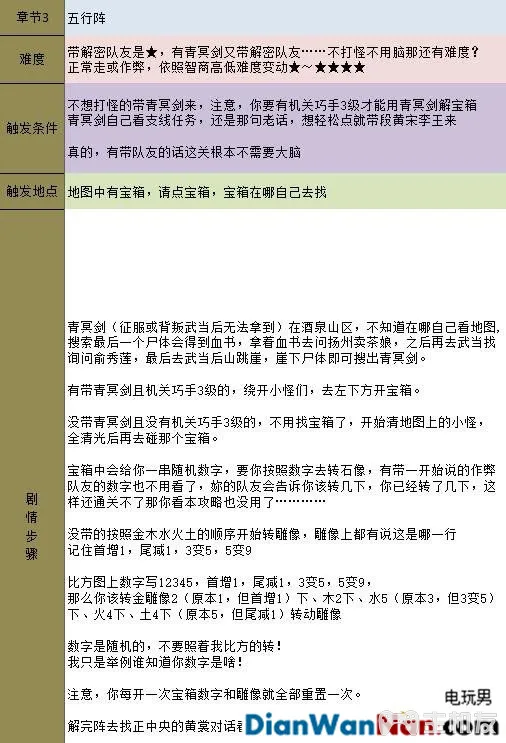 章节3
五行阵
难度
带解密队友是★，有青冥剑又带解密队友……不打怪不用脑那还有难度？
正常走或作弊，依照智商高低难度变动★～★★★★
触发条件
不想打怪的带青冥剑来，注意，你要有机关巧手3级才能用青冥剑解宝箱
青冥剑自己看支线任务，还是那句老话，想轻松点就带段黄宋李王来
真的，有带队友的话这关根本不需要大脑
触发地点
地图中有宝箱，请点宝箱，宝箱在哪自己去找
剧情步骤
青冥剑（征服或背叛武当后无法拿到）在酒泉山区，不知道在哪自己看地图，
搜索最后一个尸体会得到血书，拿着血书去问扬州卖茶娘，之后再去武当找
询问俞秀莲，最后去武当后山跳崖，崖下尸体即可搜出青冥剑。
有带青冥剑且机关巧手3级的，绕开小怪们，去左下方开宝箱。
没带青冥剑且没有机关巧手3级的，不用找宝箱了，开始清地图上的小怪，
全清光后再去碰那个宝箱。
宝箱中会给你一串随机数字，要你按照数字去转石像，有带一开始说的作弊
队友的数字也不用看了，妳的队友会告诉你该转几下，你已经转了几下，这
样还通关不了那你看本攻略也没用了…………
没带的按照金木水火土的顺序开始转雕像，雕像上都有说这是哪一行
记住首增1，尾减1，3变5，5变9
比方图上数字写12345，首增1，尾减1，3变5，5变9，
那么你该转金雕像2（原本1，但首增1）下、木2下、水5（原本3，但3变5）
下、火4下、土4下（原本5，但尾减1）转动雕像
数字是随机的，不要照着我比方的转！
我只是举例谁知道你数字是啥！
注意，你每开一次宝箱数字和雕像就全部重置一次。
解完阵去找正中央的黄裳对话
电玩男
DianWanNan.com